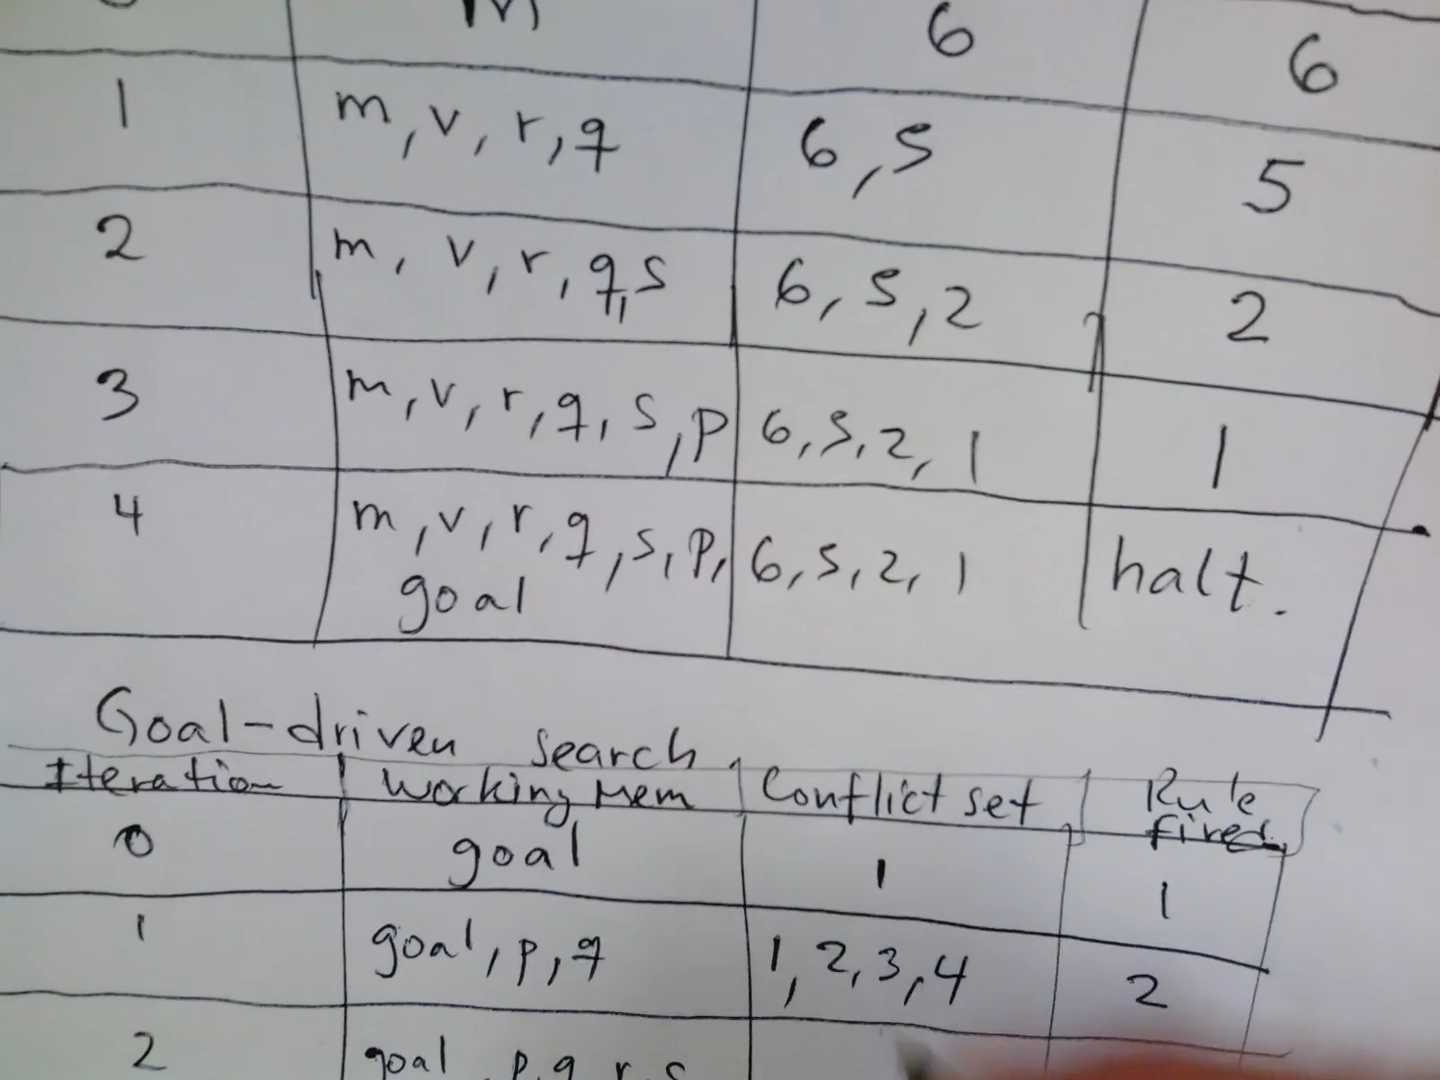 m 6 6
1 m, v, r, q 6, 5 5
2 m, v, r, q, s 6, 5, 2 2
3 m, v, r, q, s, p 6, 5, 2, 1 1
4 m, v, r, q, s, p, 6, 5, 2, 1 halt.
goal
Goal-driven search
Iteration Working Mem Conflict set Rule
fired
0 goal 1 1
1 goal, p, q 1, 2, 3, 4 2
2 goal, p, q, r, s